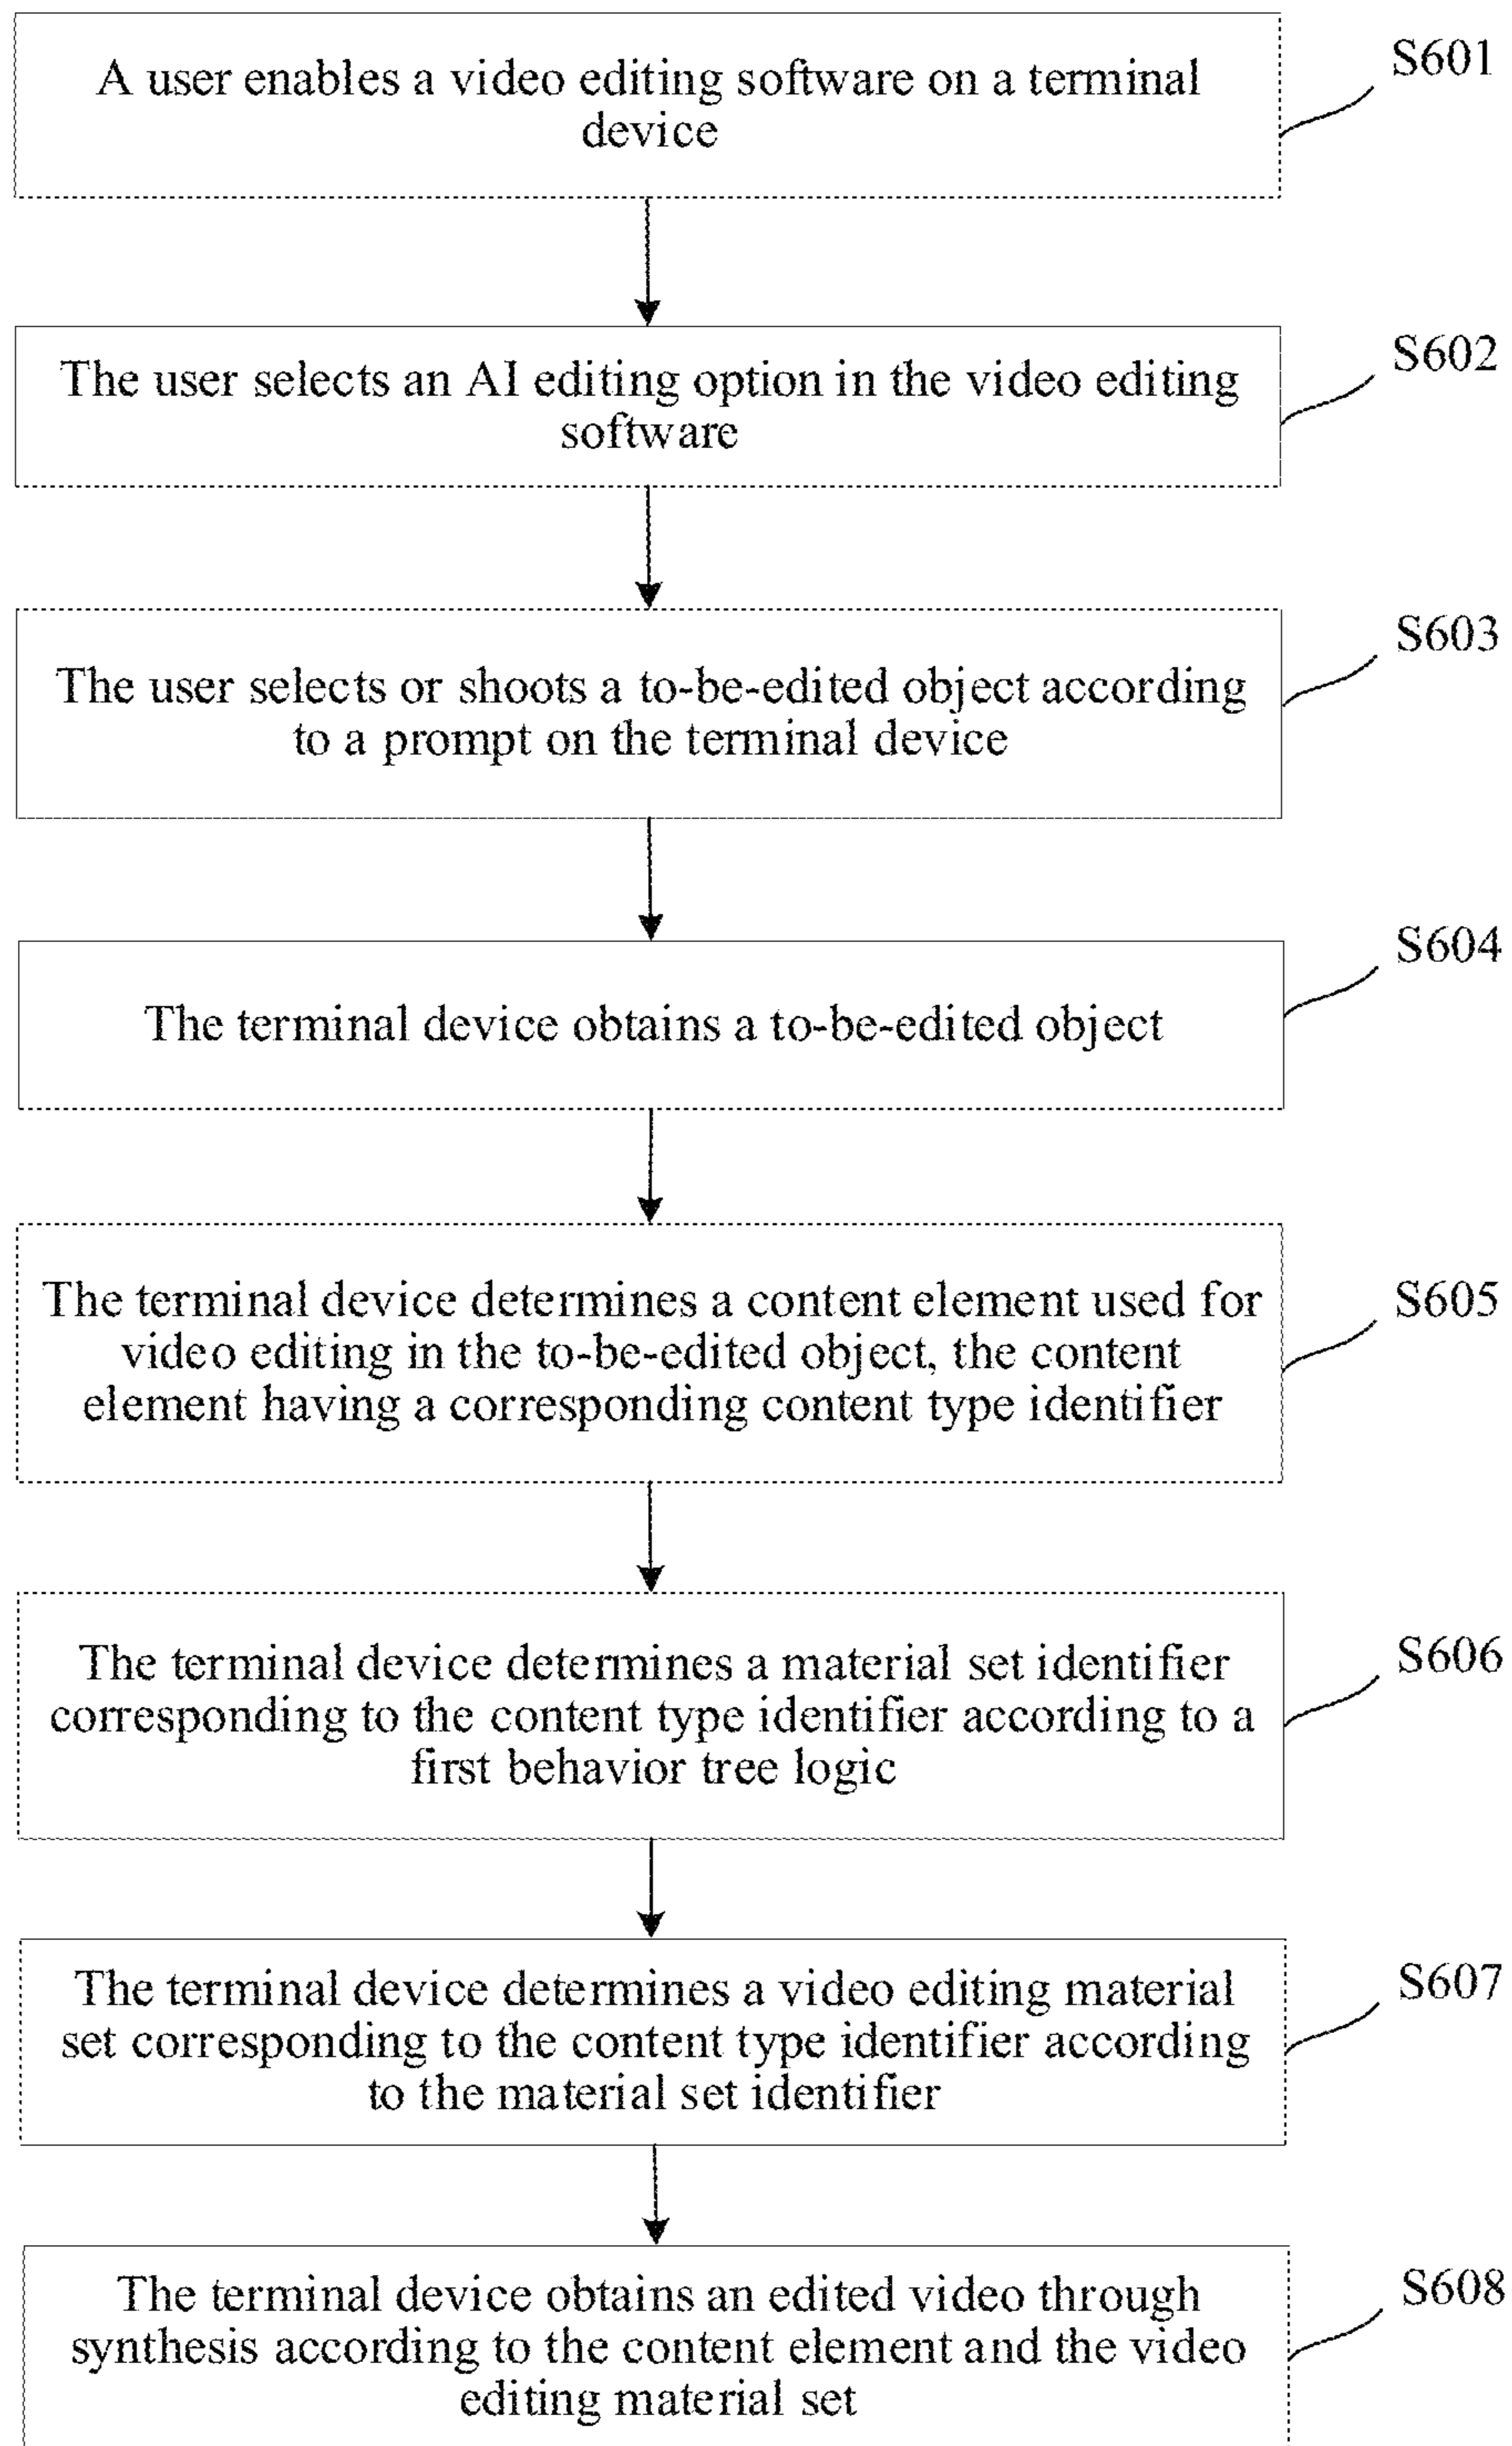 A user enables a video editing software on a terminal
device
S601
The user selects an AI editing option in the video editing
software
S602
The user selects or shoots a to-be-edited object according
to a prompt on the terminal device
S603
The terminal device obtains a to-be-edited object
S604
The terminal device determines a content element used for
video editing in the to-be-edited object, the content
element having a corresponding content type identifier
S605
The terminal device determines a material set identifier
corresponding to the content type identifier according to a
first behavior tree logic
S606
The terminal device determines a video editing material
set corresponding to the content type identifier according
to the material set identifier
S607
The terminal device obtains an edited video through
synthesis according to the content element and the video
editing material set
S608